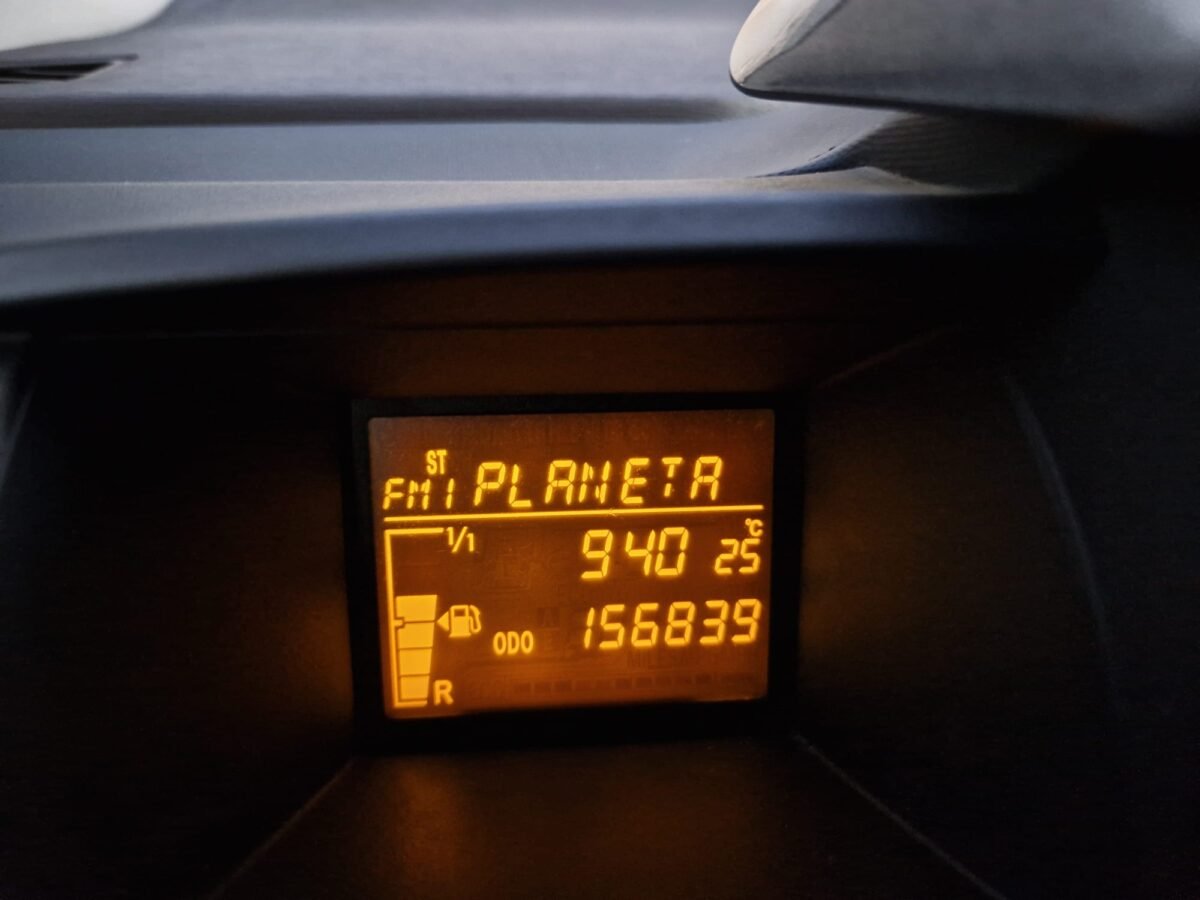 ST
FM1 PLANETA
1/1 940 25°C
ODO 156839
R